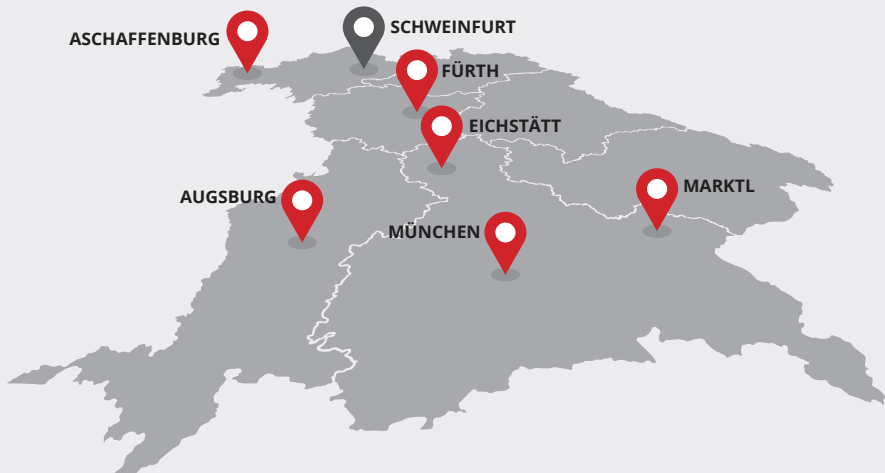 SCHWEINFURT
ASCHAFFENBURG
FÜRTH
EICHSTÄTT
MARKTL
AUGSBURG
MÜNCHEN